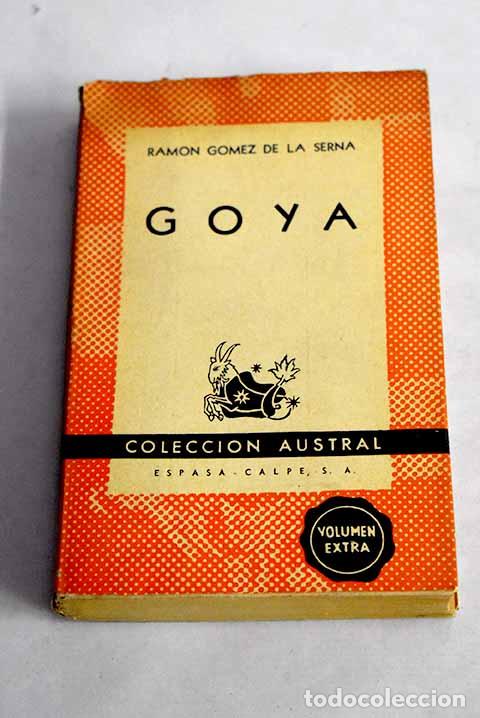 RAMON GOMEZ DE LA SERNA
GOYA
COLECCION AUSTRAL
ESPASA-CALPE, S. A.
VOLUMEN
EXTRA
todocoleccion